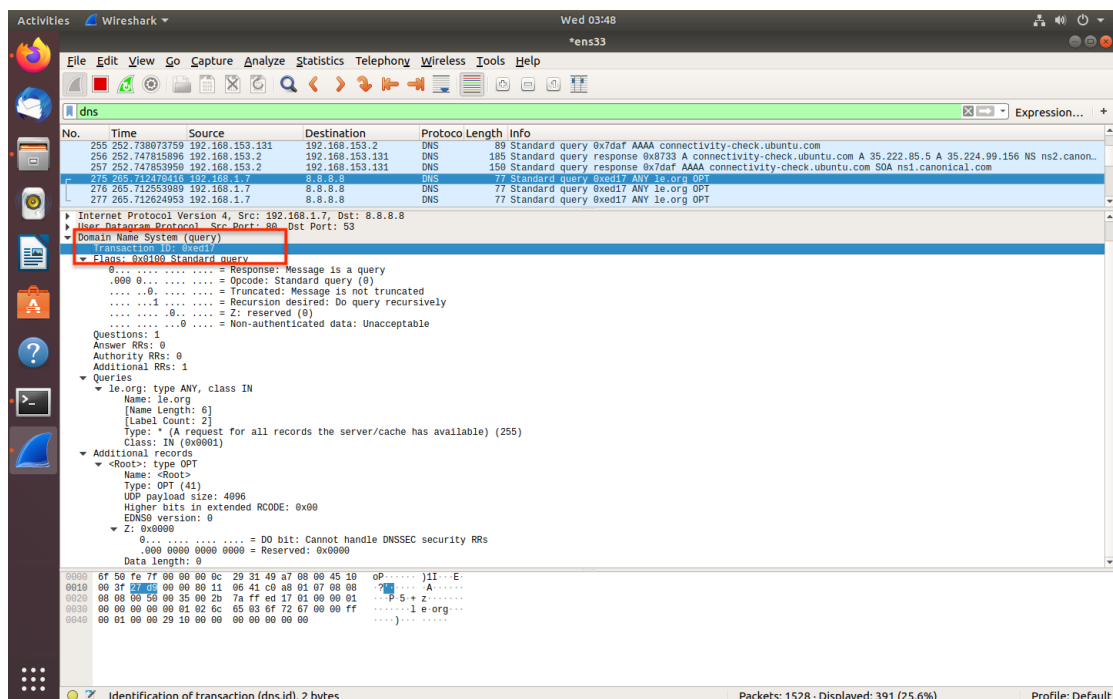 Activities Wireshark Wed 03:48
*ens33
File Edit View Go Capture Analyze Statistics Telephony Wireless Tools Help
dns Expression... +
No. Time Source Destination Protoco Length Info
255 252.738073759 192.168.153.131 192.168.153.2 DNS 89 Standard query 0x7daf AAAA connectivity-check.ubuntu.com
256 252.747815896 192.168.153.2 192.168.153.131 DNS 185 Standard query response 0x8733 A connectivity-check.ubuntu.com A 35.222.85.5 A 35.224.99.156 NS ns2.canon…
257 252.747853950 192.168.153.2 192.168.153.131 DNS 150 Standard query response 0x7daf AAAA connectivity-check.ubuntu.com SOA ns1.canonical.com
275 265.712470416 192.168.1.7 8.8.8.8 DNS 77 Standard query 0xed17 ANY le.org OPT
276 265.712553989 192.168.1.7 8.8.8.8 DNS 77 Standard query 0xed17 ANY le.org OPT
277 265.712624953 192.168.1.7 8.8.8.8 DNS 77 Standard query 0xed17 ANY le.org OPT
Internet Protocol Version 4, Src: 192.168.1.7, Dst: 8.8.8.8
User Datagram Protocol, Src Port: 80, Dst Port: 53
Domain Name System (query)
Transaction ID: 0xed17
Flags: 0x0100 Standard query
0... .... .... .... = Response: Message is a query
.000 0... .... .... = Opcode: Standard query (0)
.... ..0. .... .... = Truncated: Message is not truncated
.... ...1 .... .... = Recursion desired: Do query recursively
.... .... .0.. .... = Z: reserved (0)
.... .... ...0 .... = Non-authenticated data: Unacceptable
Questions: 1
Answer RRs: 0
Authority RRs: 0
Additional RRs: 1
Queries
le.org: type ANY, class IN
Name: le.org
[Name Length: 6]
[Label Count: 2]
Type: * (A request for all records the server/cache has available) (255)
Class: IN (0x0001)
Additional records
<Root>: type OPT
Name: <Root>
Type: OPT (41)
UDP payload size: 4096
Higher bits in extended RCODE: 0x00
EDNS0 version: 0
Z: 0x0000
0... .... .... .... = DO bit: Cannot handle DNSSEC security RRs
.000 0000 0000 0000 = Reserved: 0x0000
Data length: 0
0000 6f 50 fe 7f 00 00 00 0c 29 31 49 a7 08 00 45 10 oP······ )1I···E·
0010 00 3f 27 d9 00 00 80 11 06 41 c0 a8 01 07 08 08 ·?'····· ·A······
0020 08 08 00 50 00 35 00 2b 7a ff ed 17 01 00 00 01 ···P·5·+ z·······
0030 00 00 00 00 00 01 02 6c 65 03 6f 72 67 00 00 ff ·······l e·org···
0040 00 01 00 00 29 10 00 00 00 00 00 00 00 ····)··· ·····
Identification of transaction (dns.id), 2 bytes Packets: 1528 · Displayed: 391 (25.6%) Profile: Default